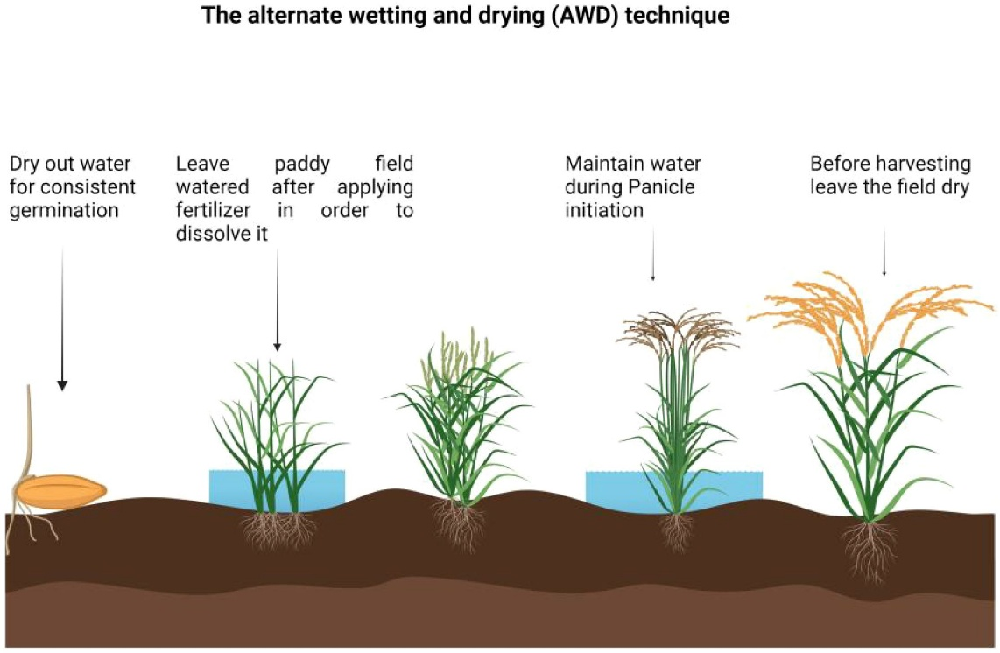 The alternate wetting and drying (AWD) technique
Dry out water
for consistent
germination
Leave paddy field
watered after applying
fertilizer in order to
dissolve it
Maintain water
during Panicle
initiation
Before harvesting
leave the field dry